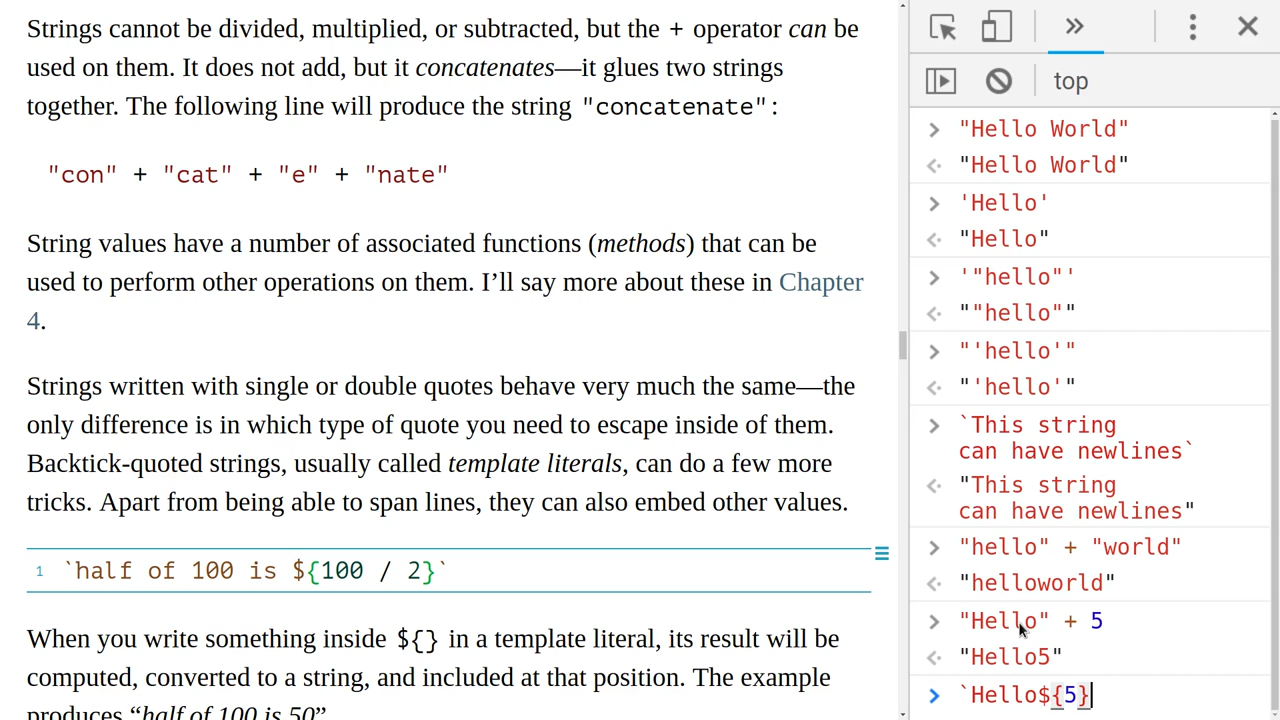 Strings cannot be divided, multiplied, or subtracted, but the + operator can be
used on them. It does not add, but it concatenates—it glues two strings
together. The following line will produce the string "concatenate":
"con" + "cat" + "e" + "nate"
String values have a number of associated functions (methods) that can be
used to perform other operations on them. I’ll say more about these in Chapter
4.
Strings written with single or double quotes behave very much the same—the
only difference is in which type of quote you need to escape inside of them.
Backtick-quoted strings, usually called template literals, can do a few more
tricks. Apart from being able to span lines, they can also embed other values.
1 `half of 100 is ${100 / 2}`
When you write something inside ${} in a template literal, its result will be
computed, converted to a string, and included at that position. The example
produces “half of 100 is 50”.
top
"Hello World"
"Hello World"
'Hello'
"Hello"
'"hello"'
""hello""
"'hello'"
"'hello'"
`This string
can have newlines`
"This string
can have newlines"
"hello" + "world"
"helloworld"
"Hello" + 5
"Hello5"
`Hello${5}